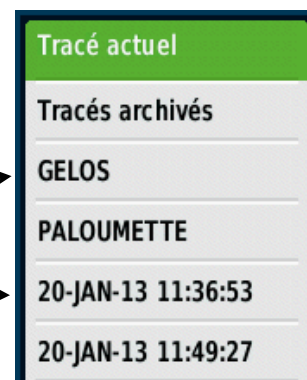 Tracé actuel
Tracés archivés
GELOS
PALOUMETTE
20-JAN-13 11:36:53
20-JAN-13 11:49:27